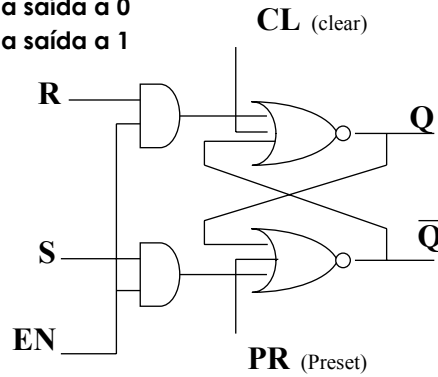 a saída a 0
a saída a 1
CL (clear)
R
Q
S
Q̅
EN
PR (Preset)